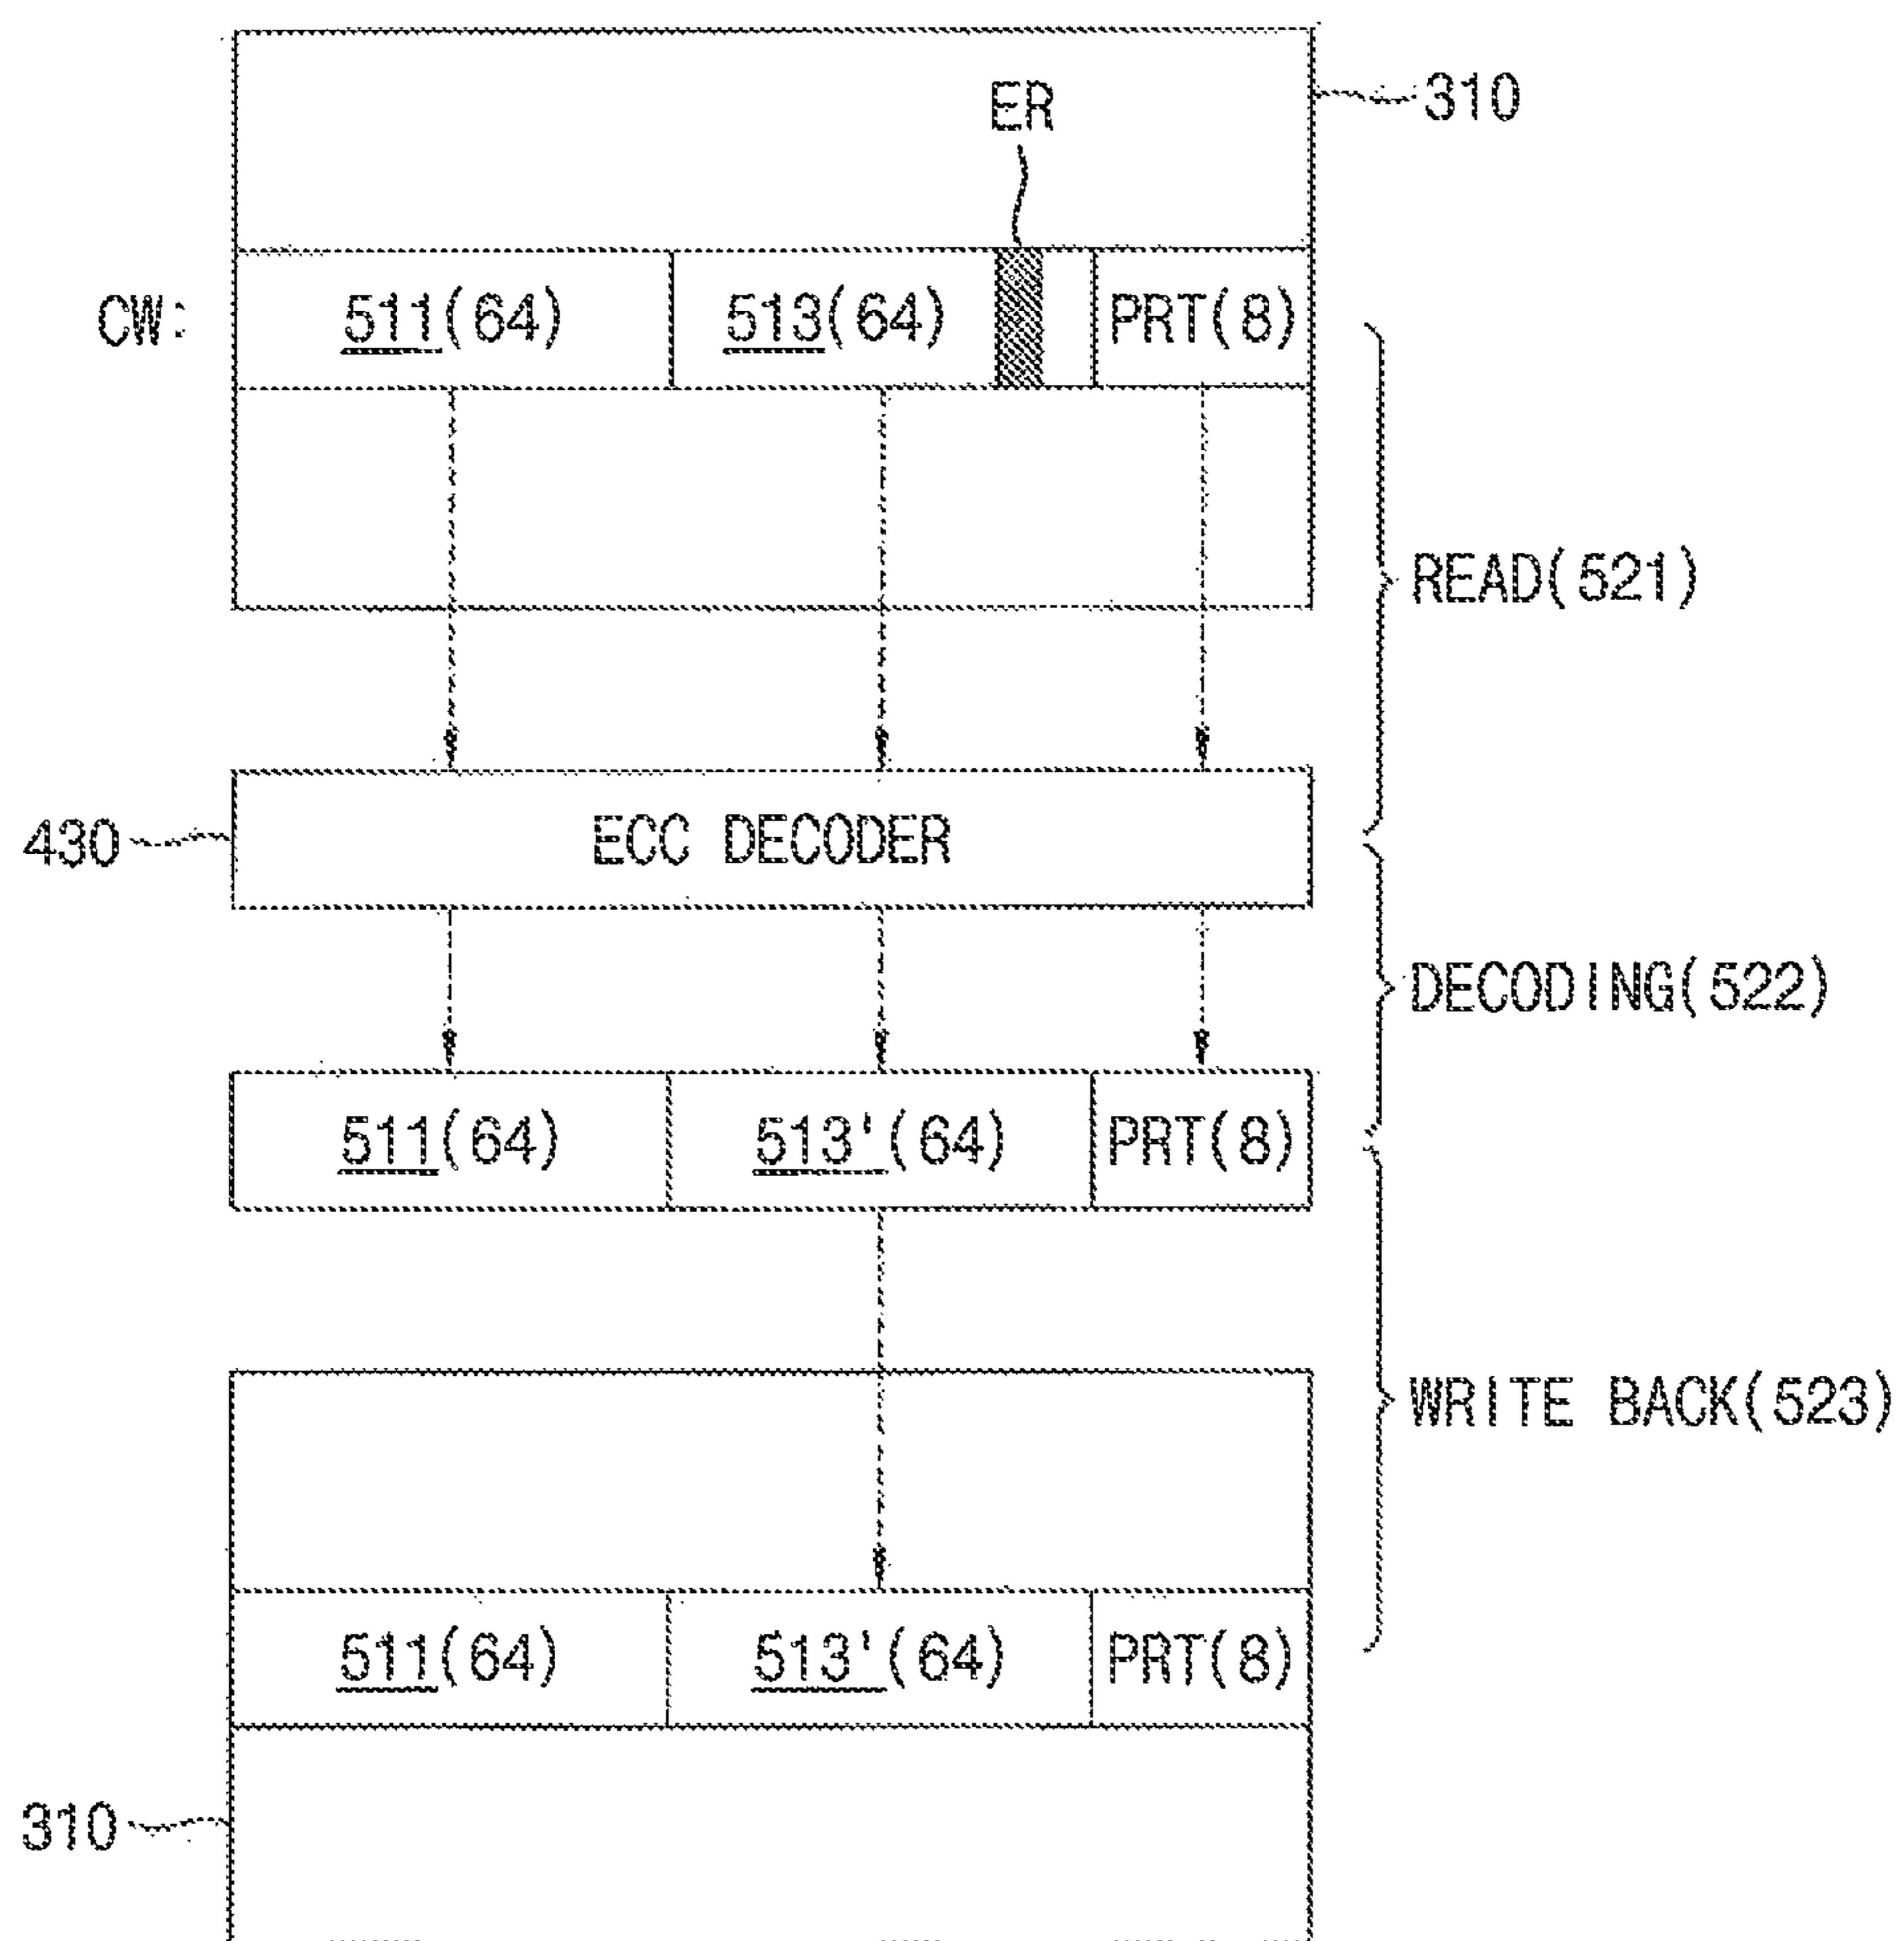 310
ER
CW: 511(64) 513(64) PRT(8)
READ(521)
430 ECC DECODER
DECODING(522)
511(64) 513'(64) PRT(8)
WRITE BACK(523)
511(64) 513'(64) PRT(8)
310